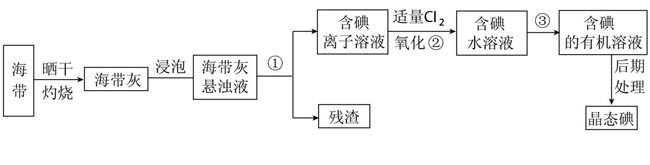 海带
晒干
灼烧
海带灰
浸泡
海带灰
悬浊液
①
含碘
离子溶液
适量Cl₂
氧化②
含碘
水溶液
③
含碘
的有机溶液
后期
处理
晶态碘
残渣